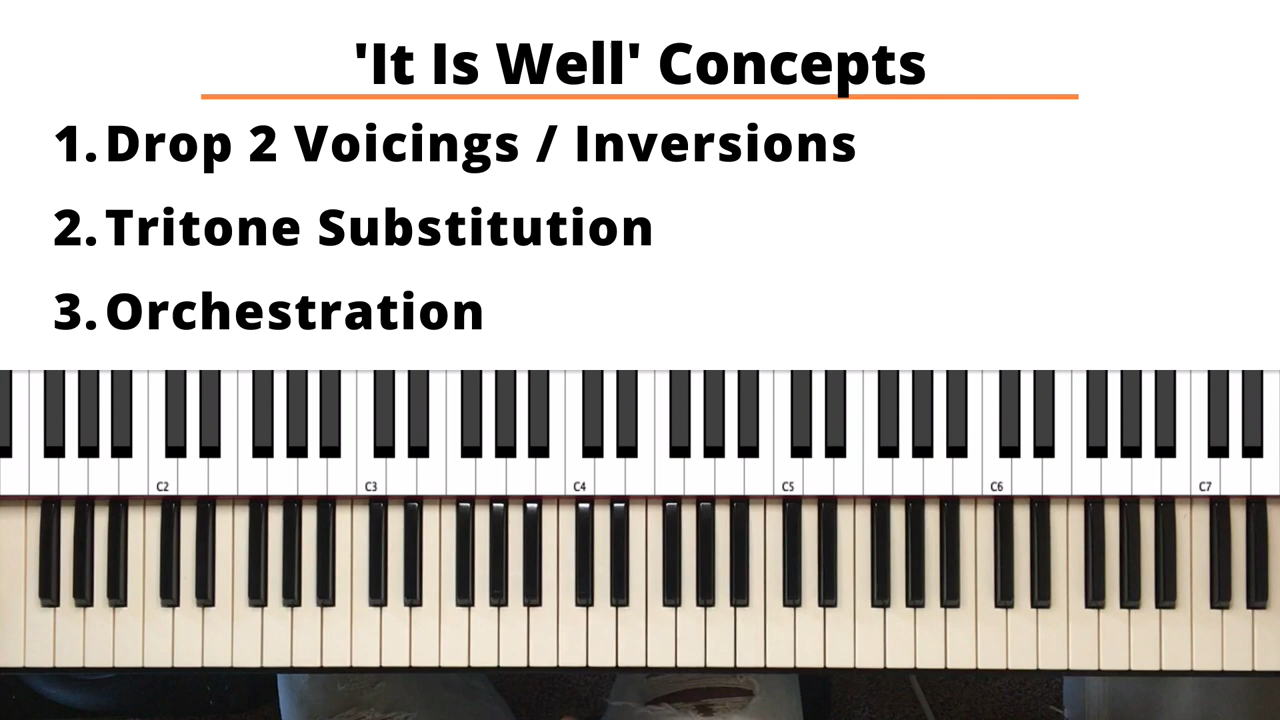 'It Is Well' Concepts
1. Drop 2 Voicings / Inversions
2. Tritone Substitution
3. Orchestration
C2 C3 C4 C5 C6 C7